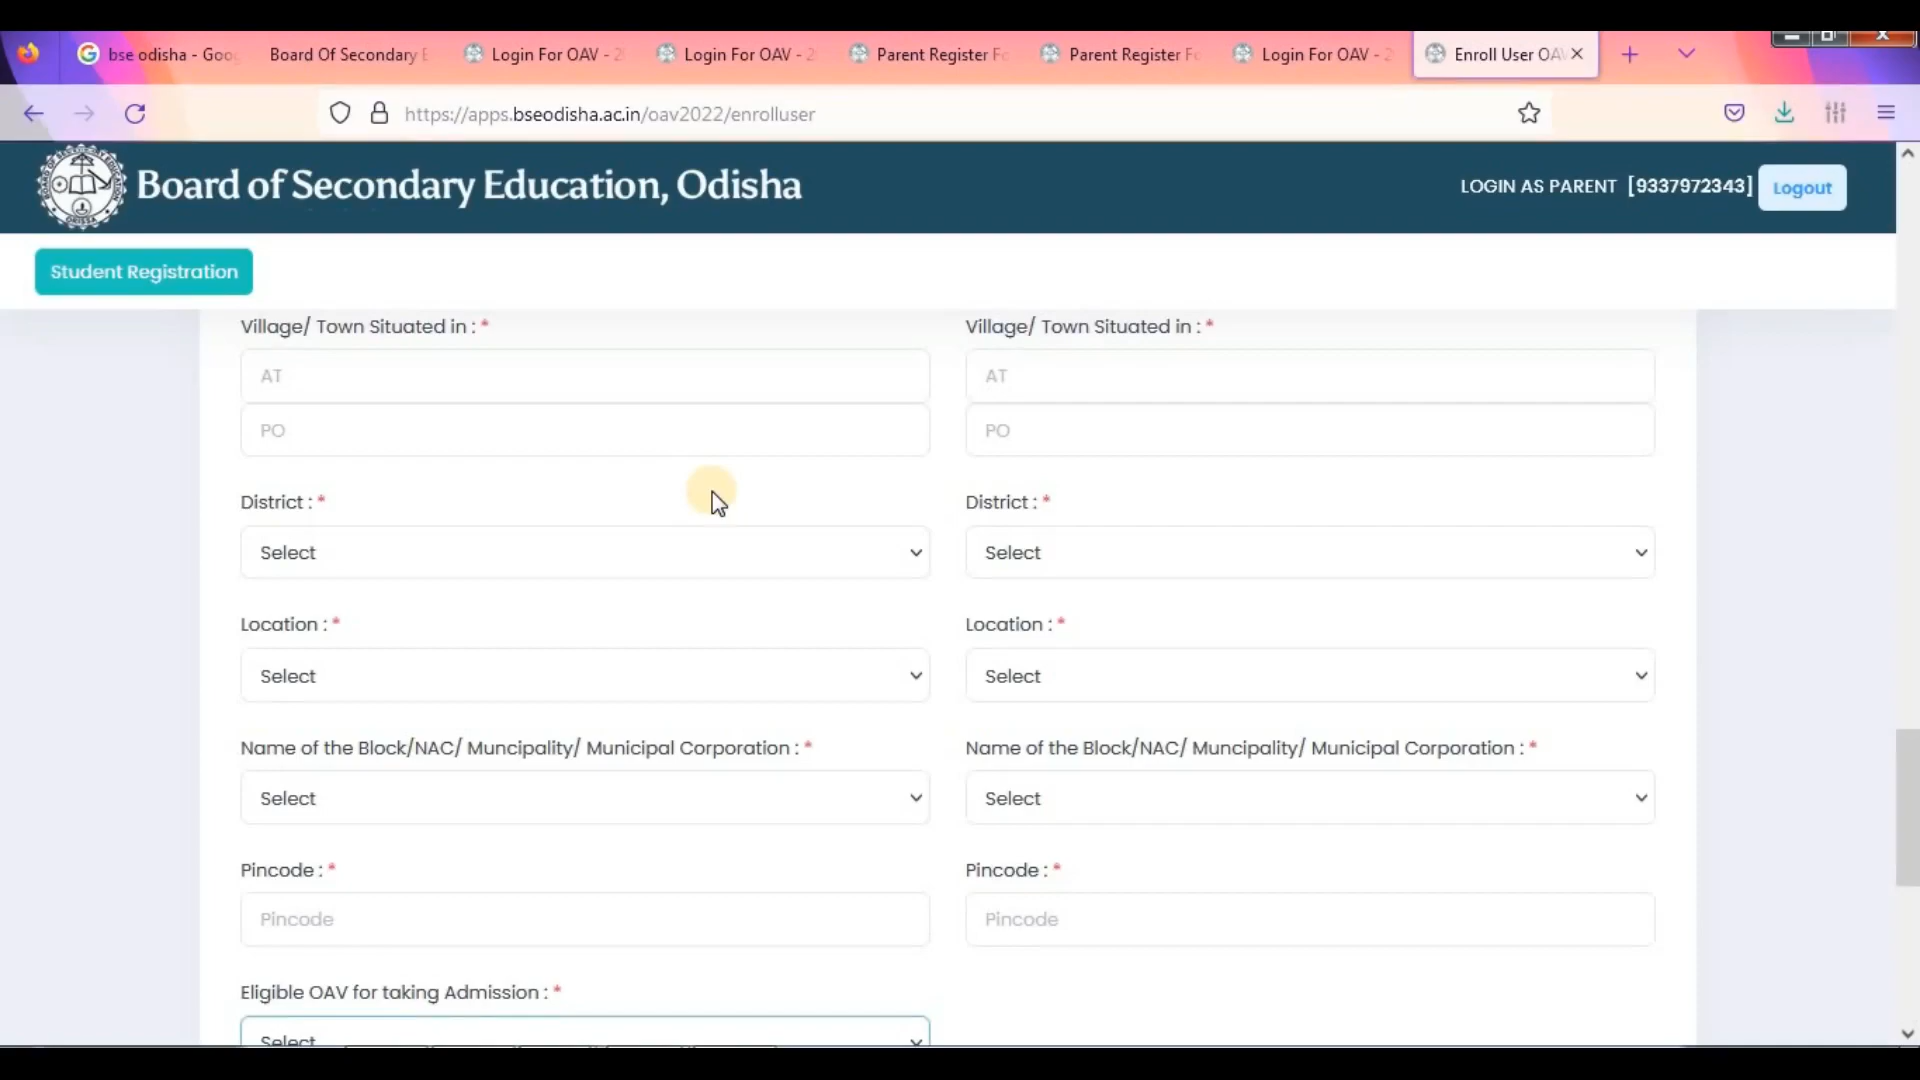 bse odisha - Goo
Board Of Secondary E
Login For OAV - 2
Login For OAV - 2
Parent Register Fo
Parent Register Fo
Login For OAV - 2
Enroll User OAV
https://apps.bseodisha.ac.in/oav2022/enrolluser
Board of Secondary Education, Odisha
LOGIN AS PARENT [9337972343]
Logout
Student Registration
Village/ Town Situated in : *
Village/ Town Situated in : *
AT
AT
PO
PO
District : *
District : *
Select
Select
Location : *
Location : *
Select
Select
Name of the Block/NAC/ Muncipality/ Municipal Corporation : *
Name of the Block/NAC/ Muncipality/ Municipal Corporation : *
Select
Select
Pincode : *
Pincode : *
Pincode
Pincode
Eligible OAV for taking Admission : *
Select